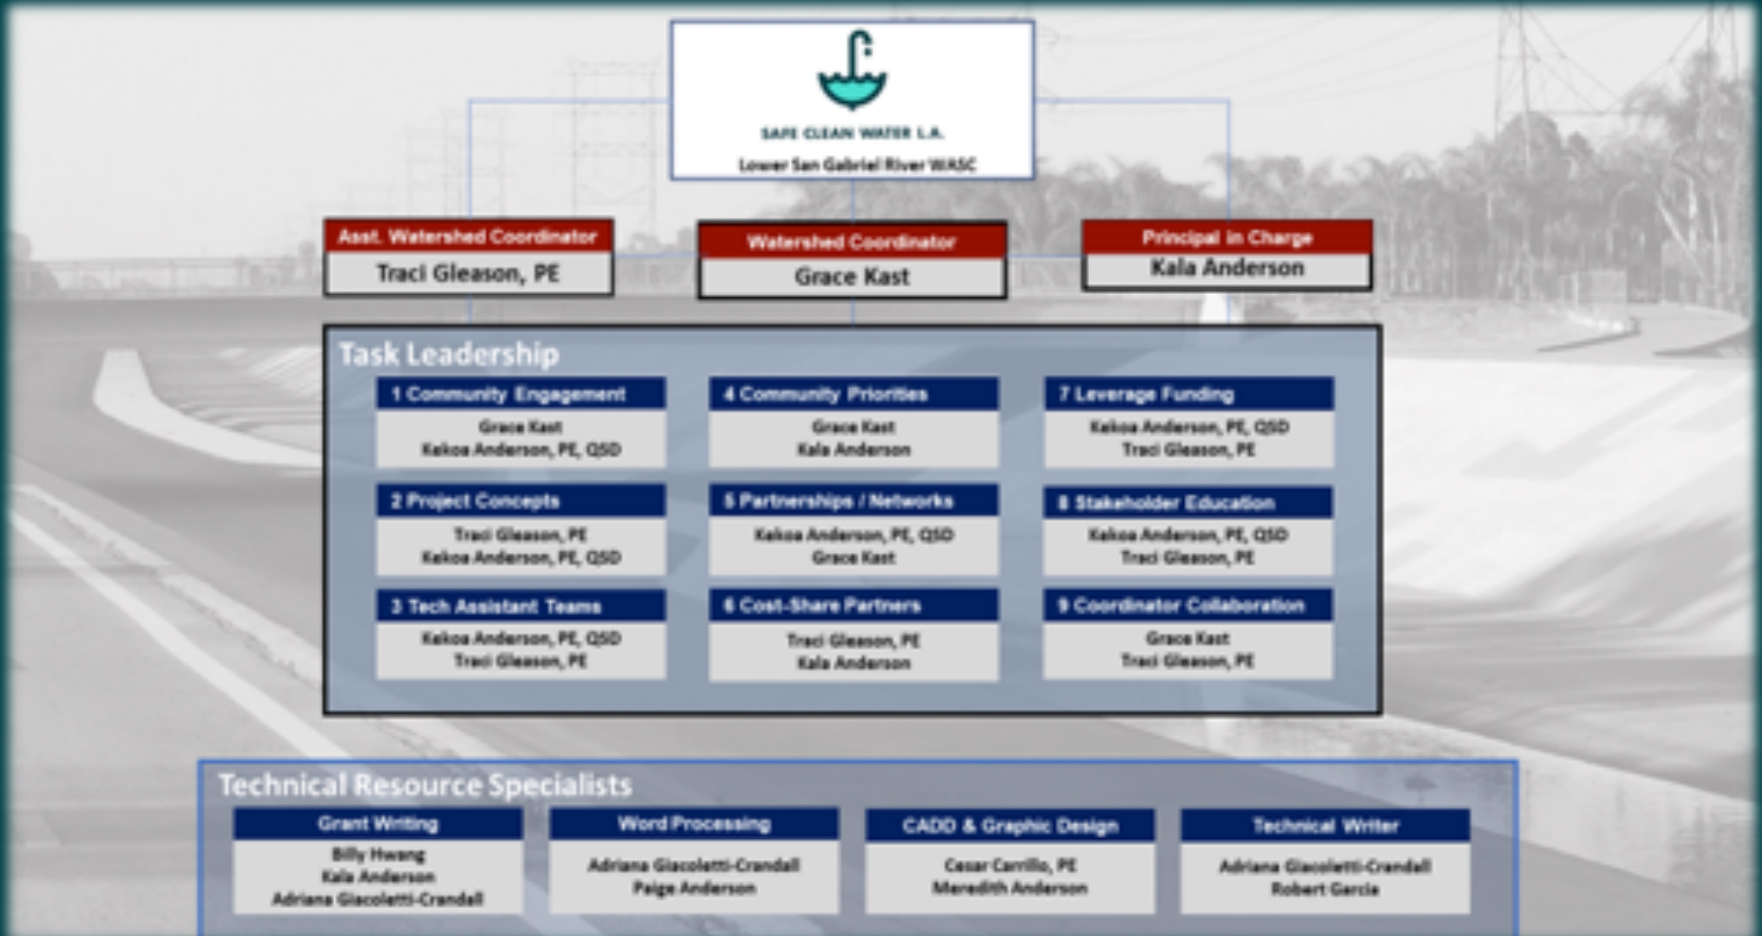 SAFE CLEAN WATER L.A.
Lower San Gabriel River WASC
Asst. Watershed Coordinator
Traci Gleason, PE
Watershed Coordinator
Grace Kast
Principal in Charge
Kala Anderson
Task Leadership
1 Community Engagement
Grace Kast
Kekoa Anderson, PE, QSD
4 Community Priorities
Grace Kast
Kala Anderson
7 Leverage Funding
Kekoa Anderson, PE, QSD
Traci Gleason, PE
2 Project Concepts
Traci Gleason, PE
Kekoa Anderson, PE, QSD
5 Partnerships / Networks
Kekoa Anderson, PE, QSD
Grace Kast
8 Stakeholder Education
Kekoa Anderson, PE, QSD
Traci Gleason, PE
3 Tech Assistant Teams
Kekoa Anderson, PE, QSD
Traci Gleason, PE
6 Cost-Share Partners
Traci Gleason, PE
Kala Anderson
9 Coordinator Collaboration
Grace Kast
Traci Gleason, PE
Technical Resource Specialists
Grant Writing
Billy Hwang
Kala Anderson
Adriana Giacoletti-Crandall
Word Processing
Adriana Giacoletti-Crandall
Paige Anderson
CADD & Graphic Design
Cesar Carrillo, PE
Meredith Anderson
Technical Writer
Adriana Giacoletti-Crandall
Robert Garcia